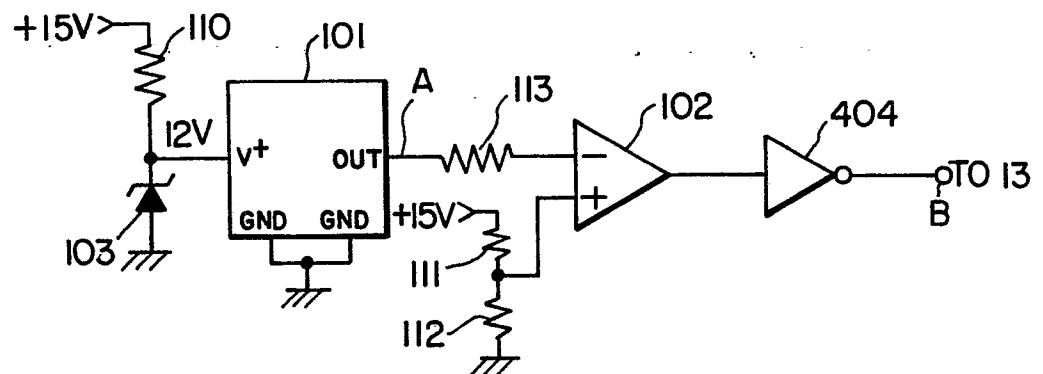 +15V 110 101
A 113 102 404
12V
V+ OUT − TO 13
+15V + B
GND GND
103 111
112